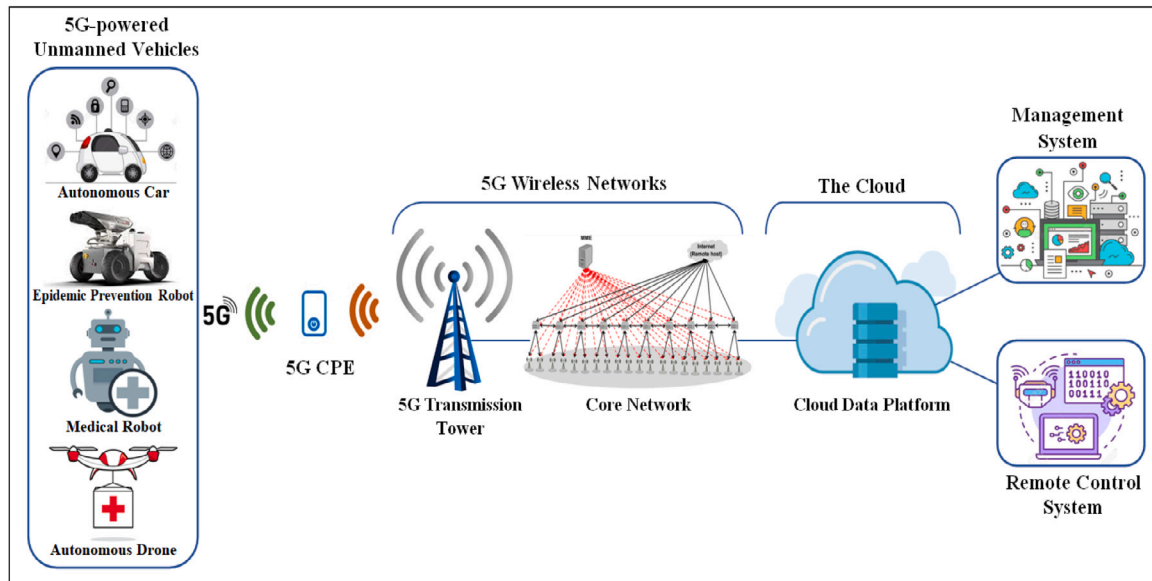 5G-powered
Unmanned Vehicles
Autonomous Car
Epidemic Prevention Robot
Medical Robot
Autonomous Drone
5G
5G CPE
5G Wireless Networks
MME
Internet
(Remote host)
5G Transmission
Tower
Core Network
The Cloud
Cloud Data Platform
Management
System
110010
100110
00111
Remote Control
System